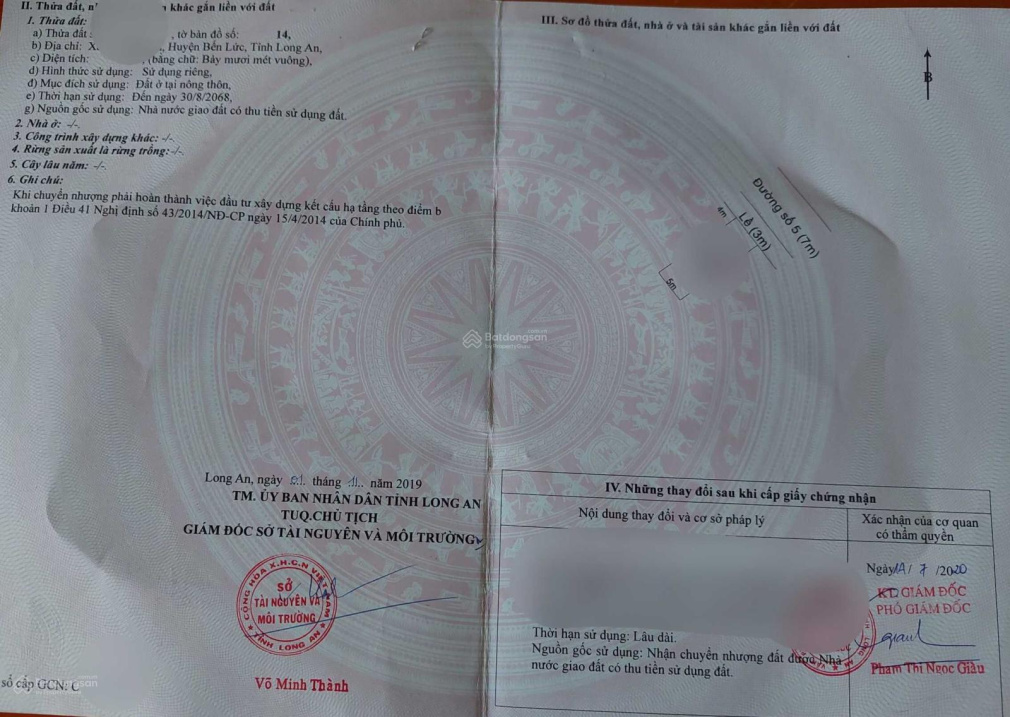 II. Thửa đất, n khác gắn liền với đất
1. Thửa đất:
a) Thửa đất : , tờ bản đồ số: 14,
b) Địa chỉ: X. , Huyện Bến Lức, Tỉnh Long An,
c) Diện tích: , (bằng chữ: Bảy mươi mét vuông),
d) Hình thức sử dụng: Sử dụng riêng,
đ) Mục đích sử dụng: Đất ở tại nông thôn,
e) Thời hạn sử dụng: Đến ngày 30/8/2068,
g) Nguồn gốc sử dụng: Nhà nước giao đất có thu tiền sử dụng đất.
2. Nhà ở: -/-.
3. Công trình xây dựng khác: -/-.
4. Rừng sản xuất là rừng trồng:-/-.
5. Cây lâu năm: -/-.
6. Ghi chú:
Khi chuyển nhượng phải hoàn thành việc đầu tư xây dựng kết cấu hạ tầng theo điểm b
khoản 1 Điều 41 Nghị định số 43/2014/NĐ-CP ngày 15/4/2014 của Chính phủ.
Long An, ngày tháng 11 năm 2019
TM. ỦY BAN NHÂN DÂN TỈNH LONG AN
TUQ.CHỦ TỊCH
GIÁM ĐỐC SỞ TÀI NGUYÊN VÀ MÔI TRƯỜNG
CỘNG HÒA X.H.C.N VIỆT NAM
SỞ
TÀI NGUYÊN VÀ
MÔI TRƯỜNG
TỈNH LONG AN
Võ Minh Thành
số cấp GCN: C
III. Sơ đồ thửa đất, nhà ở và tài sản khác gắn liền với đất
B
Đường số 5 (7m)
Lề (3m)
4m
5m
Batdongsan
by PropertyGuru
IV. Những thay đổi sau khi cấp giấy chứng nhận
Nội dung thay đổi và cơ sở pháp lý
Xác nhận của cơ quan
có thẩm quyền
Ngày 1A/ 7 /2020
KT. GIÁM ĐỐC
PHÓ GIÁM ĐỐC
Thời hạn sử dụng: Lâu dài.
Nguồn gốc sử dụng: Nhận chuyển nhượng đất được Nhà
nước giao đất có thu tiền sử dụng đất.
Phạm Thị Ngọc Giàu